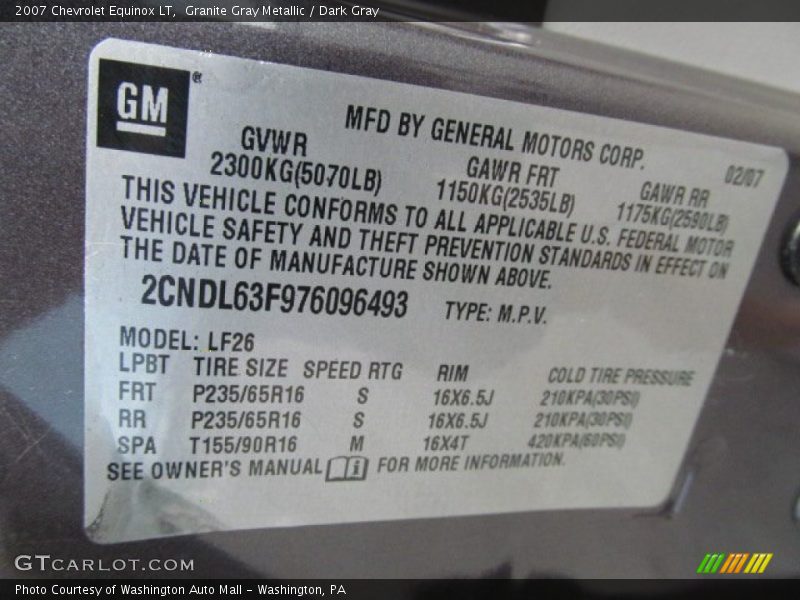 2007 Chevrolet Equinox LT, Granite Gray Metallic / Dark Gray
GM®
MFD BY GENERAL MOTORS CORP. 02/07
GVWR GAWR FRT GAWR RR
2300KG(5070LB) 1150KG(2535LB) 1175KG(2590LB)
THIS VEHICLE CONFORMS TO ALL APPLICABLE U.S. FEDERAL MOTOR
VEHICLE SAFETY AND THEFT PREVENTION STANDARDS IN EFFECT ON
THE DATE OF MANUFACTURE SHOWN ABOVE.
2CNDL63F976096493 TYPE: M.P.V.
MODEL: LF26
LPBT TIRE SIZE SPEED RTG RIM COLD TIRE PRESSURE
FRT P235/65R16 S 16X6.5J 210KPA(30PSI)
RR P235/65R16 S 16X6.5J 210KPA(30PSI)
SPA T155/90R16 M 16X4T 420KPA(60PSI)
SEE OWNER'S MANUAL i FOR MORE INFORMATION.
GTCARLOT.COM
Photo Courtesy of Washington Auto Mall - Washington, PA